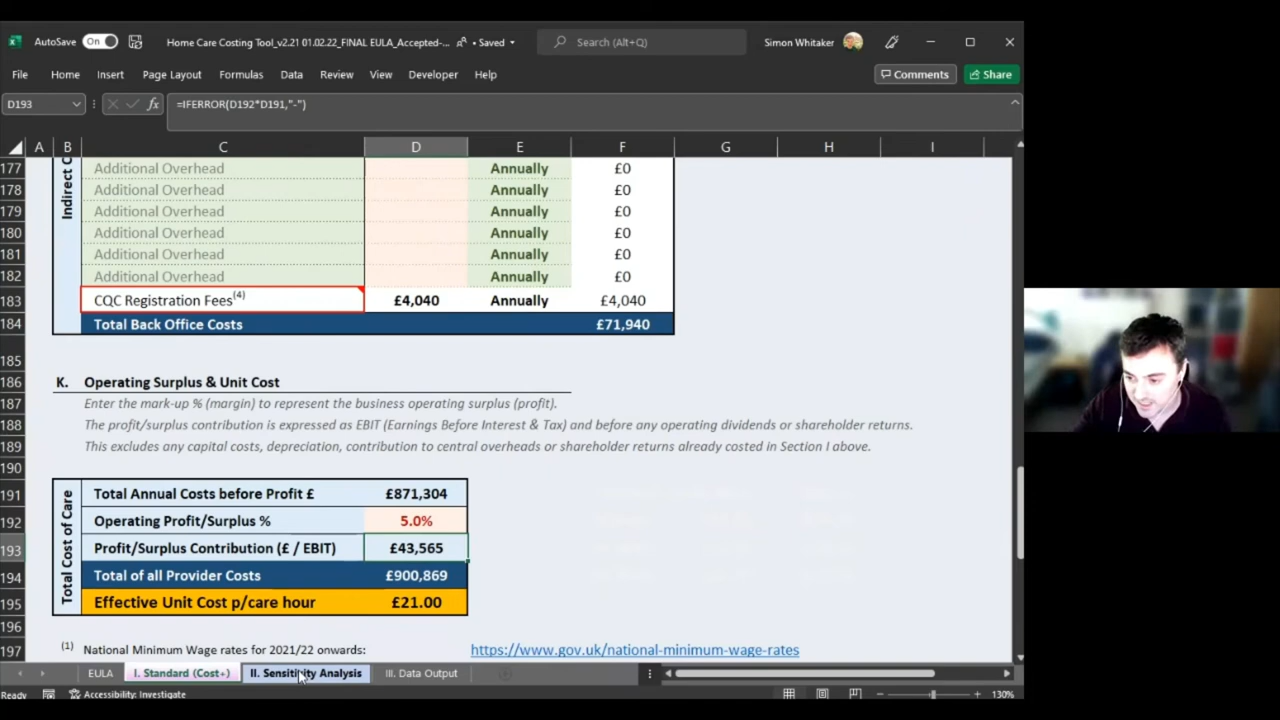 AutoSave On Home Care Costing Tool_v2.21 01.02.22_FINAL EULA_Accepted-... • Saved Search (Alt+Q) Simon Whitaker
File Home Insert Page Layout Formulas Data Review View Developer Help Comments Share
D193 fx =IFERROR(D192*D191,"-")
A B C D E F G H I
177 Additional Overhead Annually £0
178 Additional Overhead Annually £0
179 Additional Overhead Annually £0
180 Additional Overhead Annually £0
181 Additional Overhead Annually £0
182 Additional Overhead Annually £0
183 CQC Registration Fees(4) £4,040 Annually £4,040
184 Total Back Office Costs £71,940
Indirect C
185
186 K. Operating Surplus & Unit Cost
187 Enter the mark-up % (margin) to represent the business operating surplus (profit).
188 The profit/surplus contribution is expressed as EBIT (Earnings Before Interest & Tax) and before any operating dividends or shareholder returns.
189 This excludes any capital costs, depreciation, contribution to central overheads or shareholder returns already costed in Section I above.
190
191 Total Annual Costs before Profit £ £871,304
192 Operating Profit/Surplus % 5.0%
193 Profit/Surplus Contribution (£ / EBIT) £43,565
194 Total of all Provider Costs £900,869
195 Effective Unit Cost p/care hour £21.00
Total Cost of Care
196
197 (1) National Minimum Wage rates for 2021/22 onwards: https://www.gov.uk/national-minimum-wage-rates
EULA I. Standard (Cost+) II. Sensitivity Analysis III. Data Output
Ready Accessibility: Investigate 130%